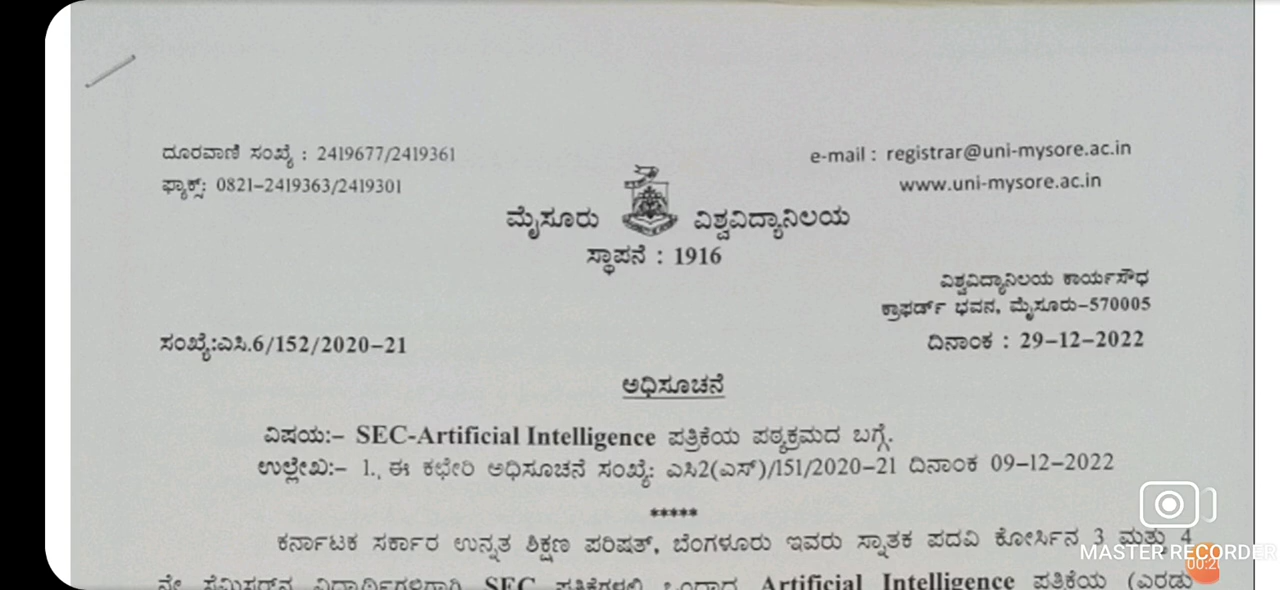 ದೂರವಾಣಿ ಸಂಖ್ಯೆ : 2419677/2419361
e-mail : registrar@uni-mysore.ac.in
ಫ್ಯಾಕ್ಸ್: 0821-2419363/2419301
www.uni-mysore.ac.in
ಮೈಸೂರು ವಿಶ್ವವಿದ್ಯಾನಿಲಯ
ಸ್ಥಾಪನೆ : 1916
ವಿಶ್ವವಿದ್ಯಾನಿಲಯ ಕಾರ್ಯಸೌಧ
ಕ್ರಾಫರ್ಡ್ ಭವನ, ಮೈಸೂರು-570005
ಸಂಖ್ಯೆ:ಎಸಿ.6/152/2020-21
ದಿನಾಂಕ : 29-12-2022
ಅಧಿಸೂಚನೆ
ವಿಷಯ:- SEC-Artificial Intelligence ಪತ್ರಿಕೆಯ ಪಠ್ಯಕ್ರಮದ ಬಗ್ಗೆ.
ಉಲ್ಲೇಖ:- 1., ಈ ಕಛೇರಿ ಅಧಿಸೂಚನೆ ಸಂಖ್ಯೆ: ಎಸಿ2(ಎಸ್)/151/2020-21 ದಿನಾಂಕ 09-12-2022
*****
ಕರ್ನಾಟಕ ಸರ್ಕಾರ ಉನ್ನತ ಶಿಕ್ಷಣ ಪರಿಷತ್, ಬೆಂಗಳೂರು ಇವರು ಸ್ನಾತಕ ಪದವಿ ಕೋರ್ಸಿನ 3 ಮತ್ತು 4
ನೇ ಸೆಮಿಸ್ಟರ್‌ನ ವಿದ್ಯಾರ್ಥಿಗಳಿಗಾಗಿ SEC ಪತ್ರಿಕೆಗಳಲ್ಲಿ ಒಂದಾದ Artificial Intelligence ಪತ್ರಿಕೆಯ (ಎರಡು
MASTER RECORDER